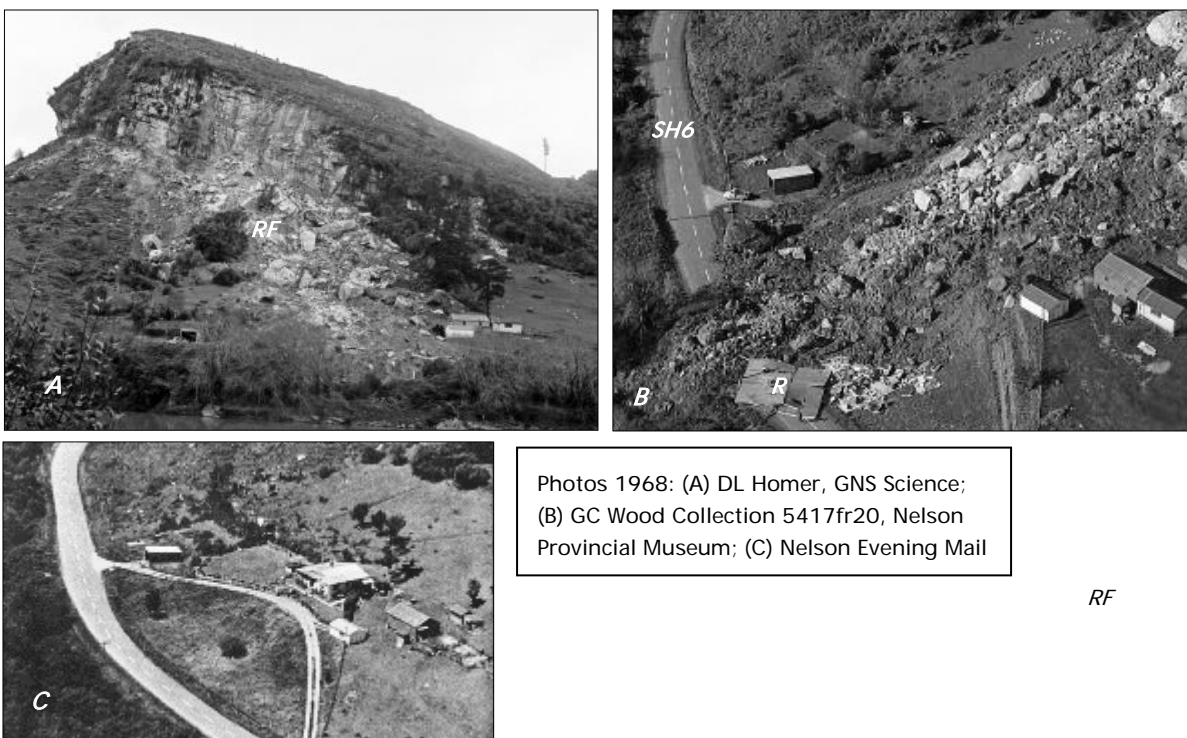 RF
A
SH6
B
R
C
Photos 1968: (A) DL Homer, GNS Science;
(B) GC Wood Collection 5417fr20, Nelson
Provincial Museum; (C) Nelson Evening Mail
RF